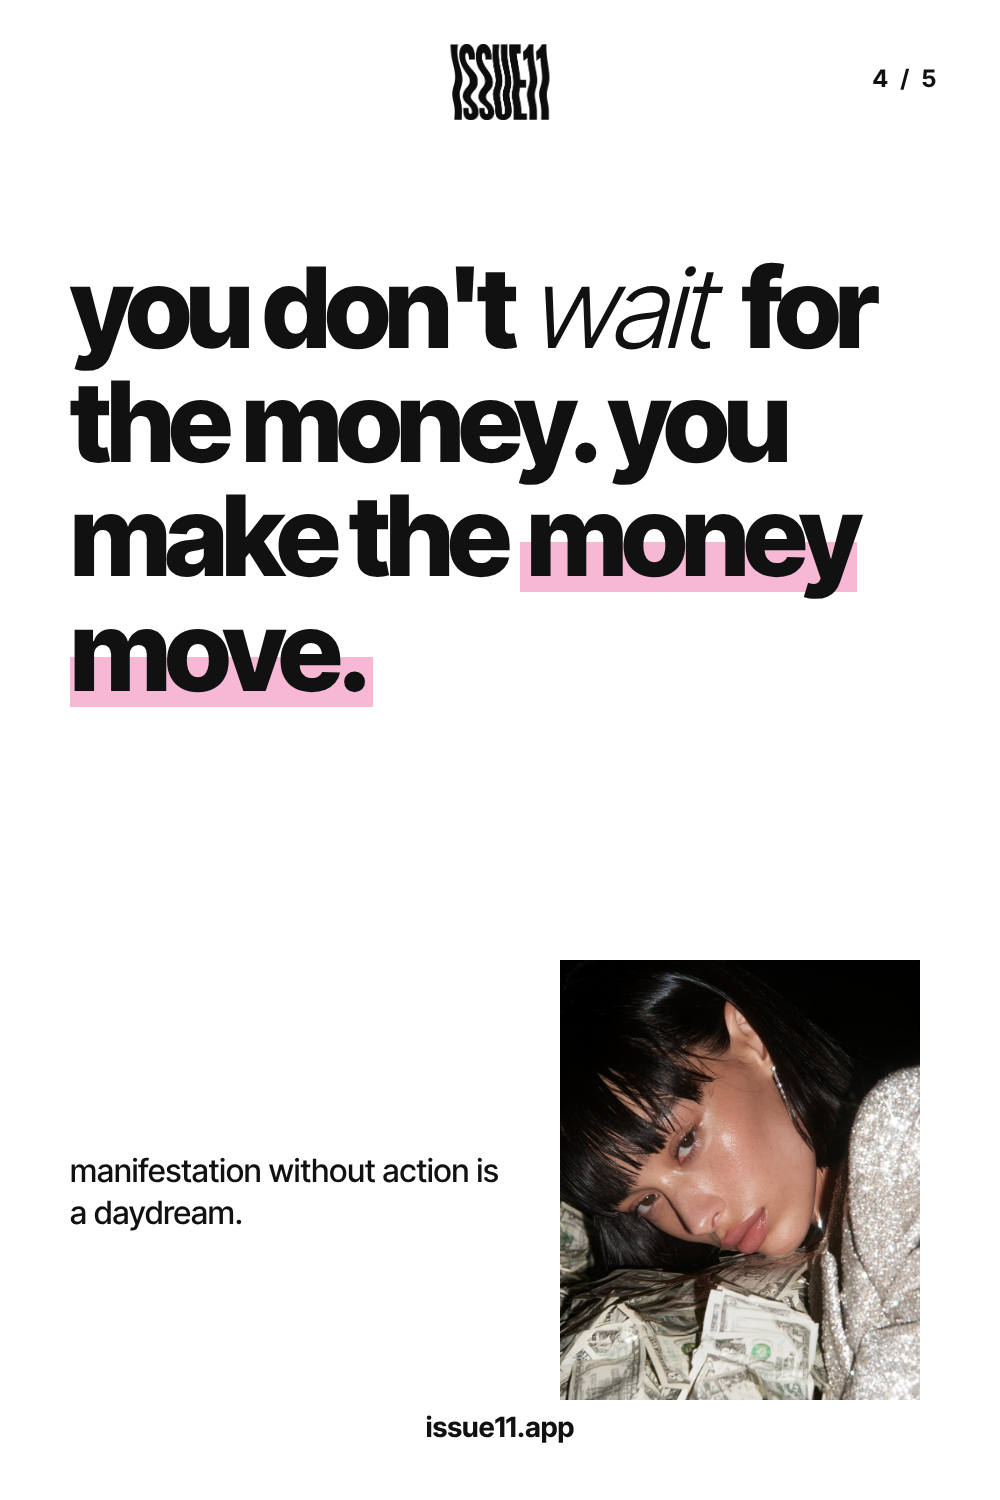 ISSUE11
4 / 5
you don't wait for
the money. you
make the money
move.
manifestation without action is
a daydream.
issue11.app